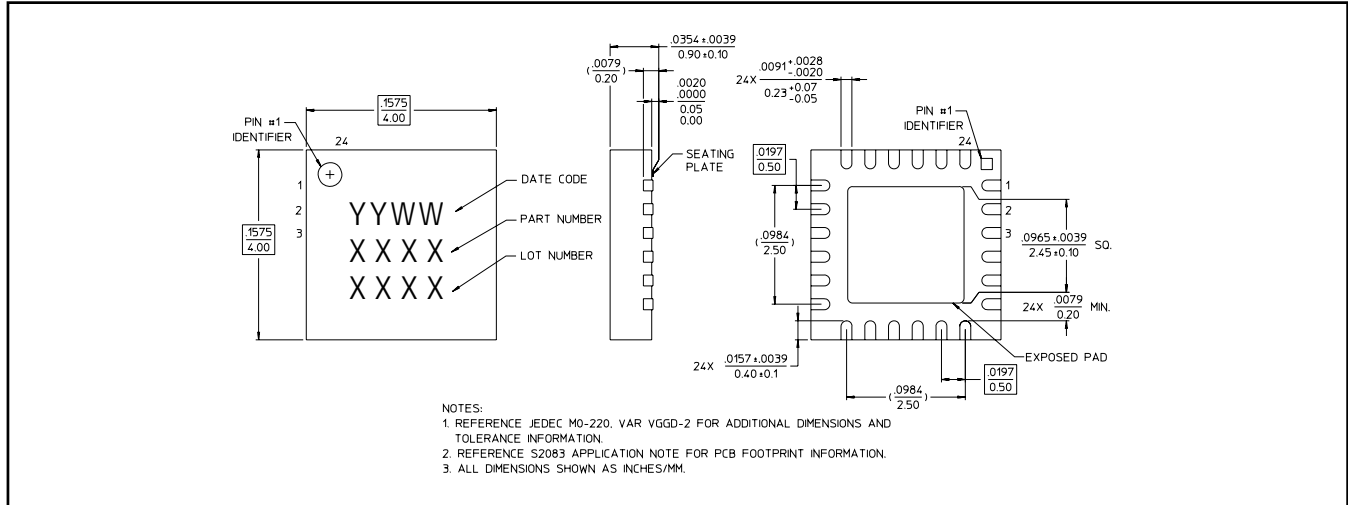 .1575
4.00
PIN #1
IDENTIFIER
24
1
2
3
.1575
4.00
YYWW
XXXX
XXXX
DATE CODE
PART NUMBER
LOT NUMBER
.0354±.0039
0.90±0.10
(.0079)
0.20
.0020
.0000
0.05
0.00
SEATING
PLATE
24X .0091+.0028
-.0020
0.23+0.07
-0.05
PIN #1
IDENTIFIER
24
.0197
0.50
1
2
3
(.0984)
2.50
.0965±.0039 SQ.
2.45±0.10
24X .0079 MIN.
0.20
EXPOSED PAD
24X .0157±.0039
0.40±0.1
(.0984)
2.50
.0197
0.50
NOTES:
1. REFERENCE JEDEC MO-220, VAR VGGD-2 FOR ADDITIONAL DIMENSIONS AND
TOLERANCE INFORMATION.
2. REFERENCE S2083 APPLICATION NOTE FOR PCB FOOTPRINT INFORMATION.
3. ALL DIMENSIONS SHOWN AS INCHES/MM.